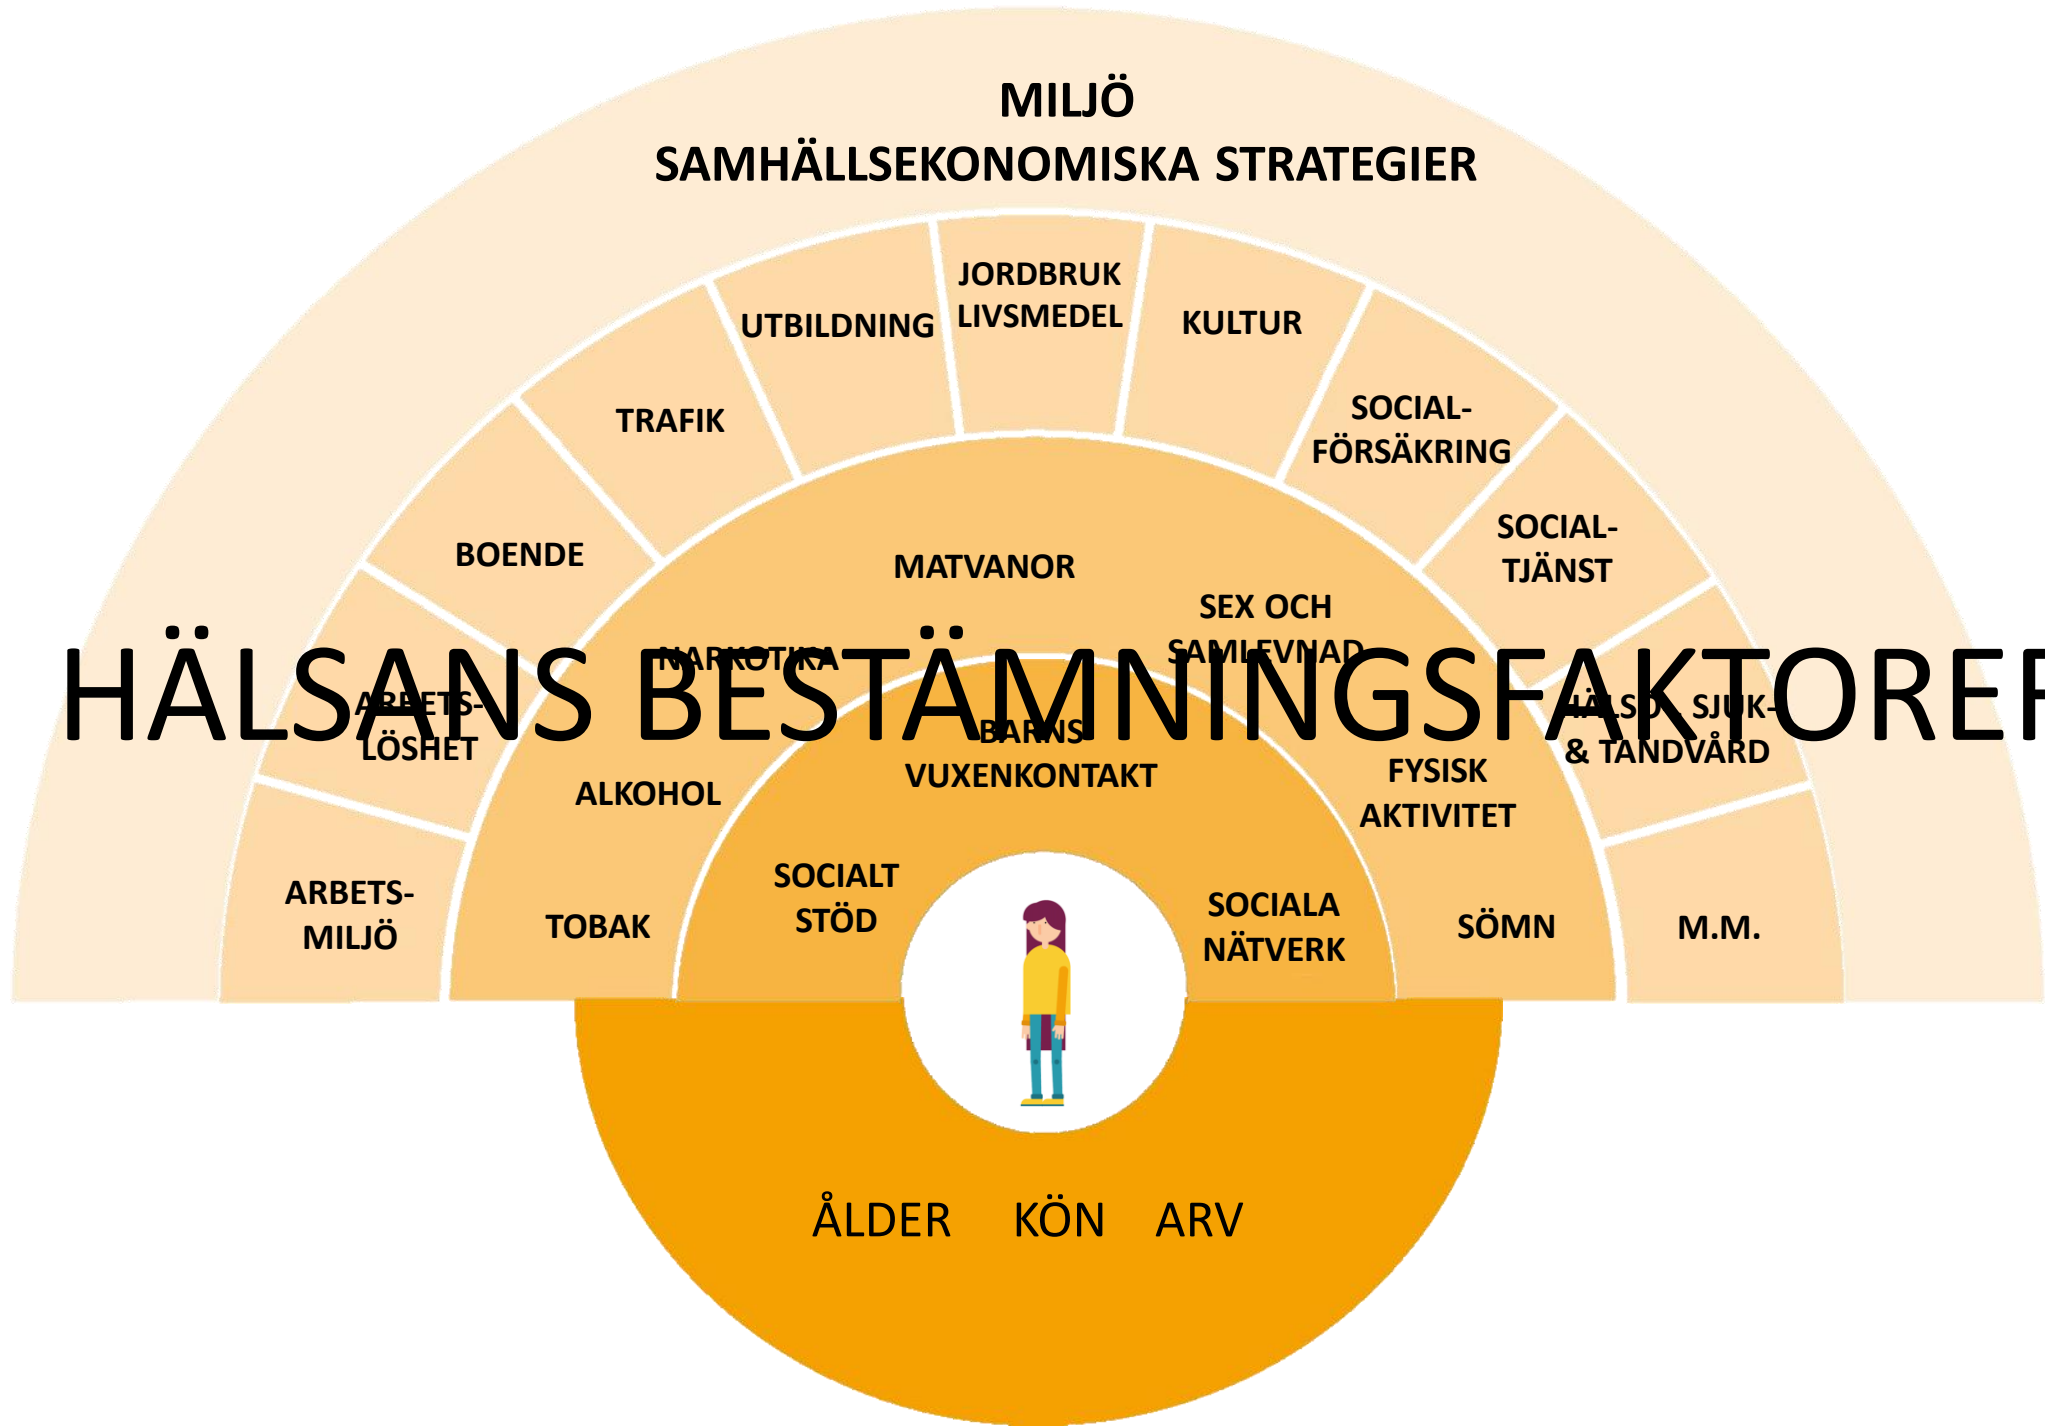 MILJÖ
SAMHÄLLSEKONOMISKA STRATEGIER
JORDBRUK
LIVSMEDEL
UTBILDNING
KULTUR
TRAFIK
SOCIAL-
FÖRSÄKRING
BOENDE
SOCIAL-
TJÄNST
MATVANOR
SEX OCH
SAMLEVNAD
NARKOTIKA
HÄLSANS BESTÄMNINGSFAKTORER
ARBETS-
LÖSHET
HÄLSO- SJUK-
& TANDVÅRD
BARNS
VUXENKONTAKT
ALKOHOL
FYSISK
AKTIVITET
SOCIALT
STÖD
SOCIALA
NÄTVERK
ARBETS-
MILJÖ
TOBAK
SÖMN
M.M.
ÅLDER KÖN ARV